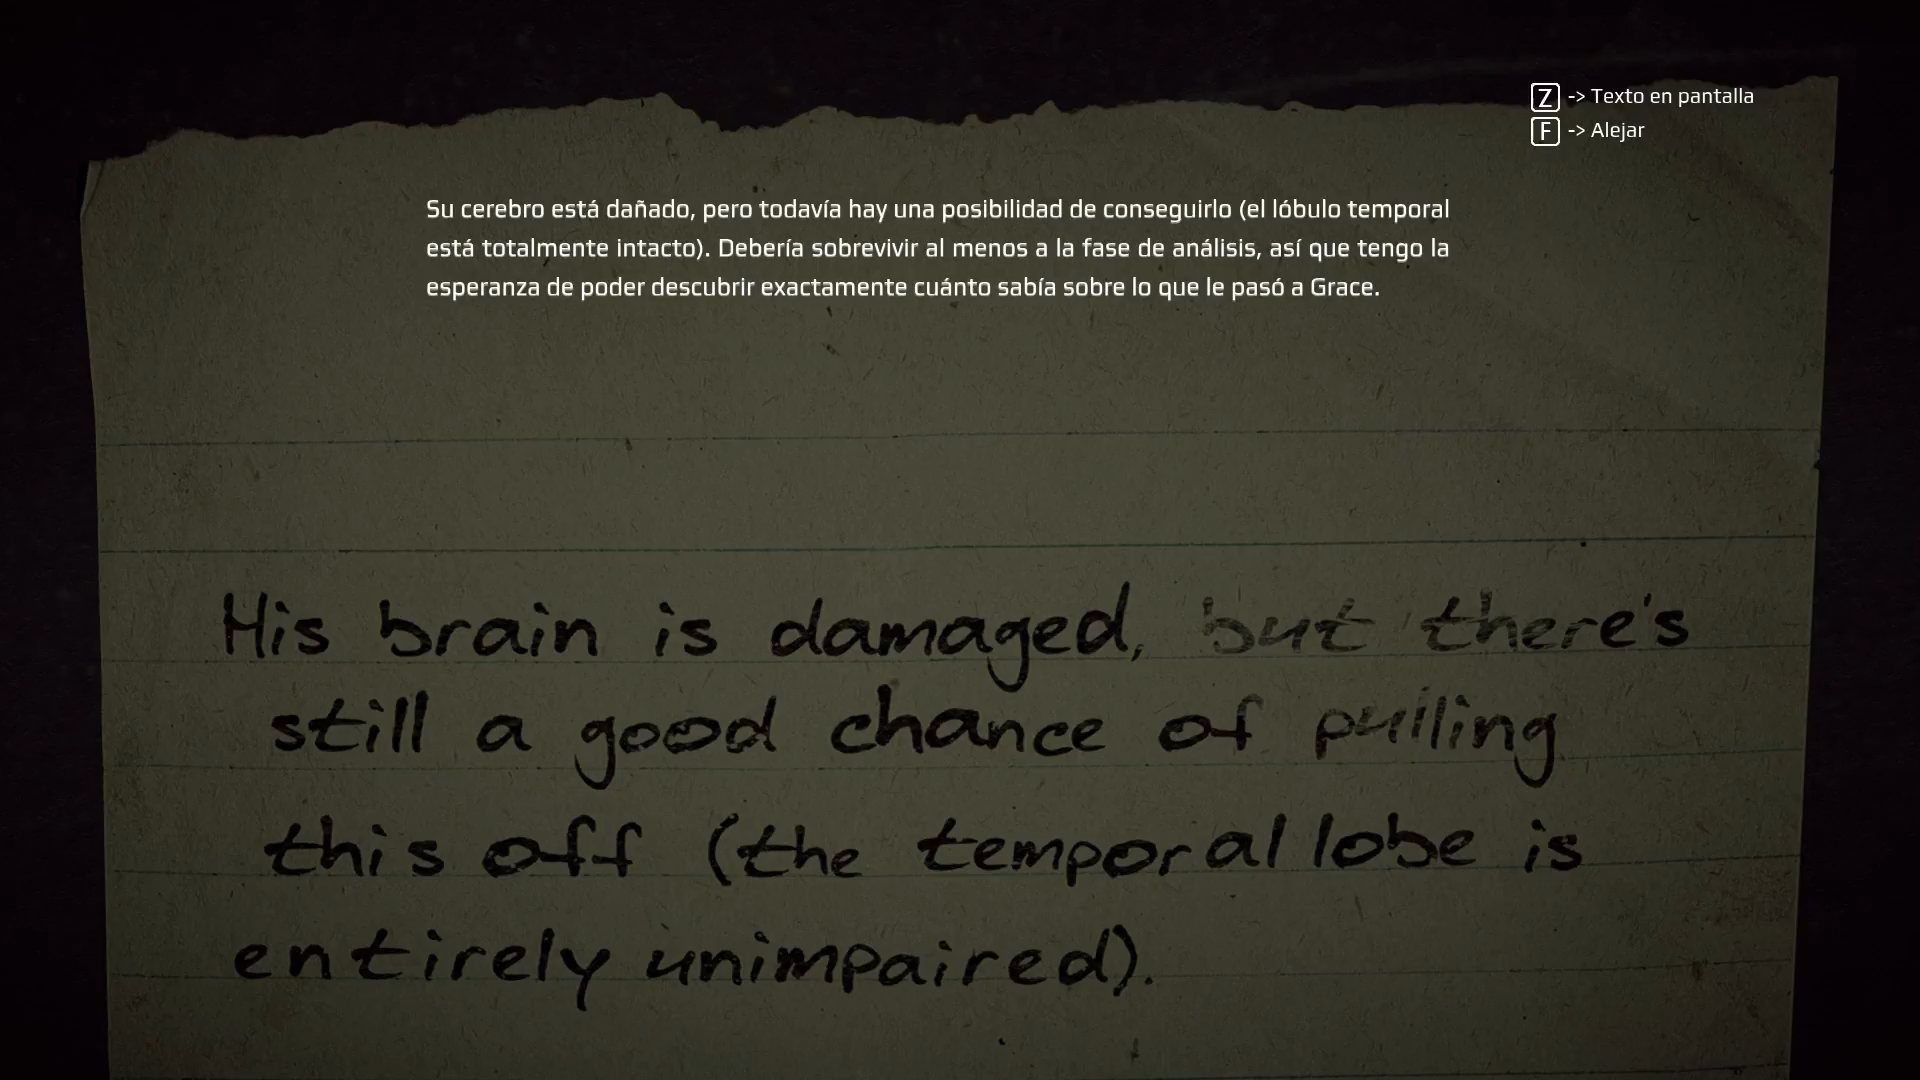 Z -> Texto en pantalla
F -> Alejar
Su cerebro está dañado, pero todavía hay una posibilidad de conseguirlo (el lóbulo temporal
está totalmente intacto). Debería sobrevivir al menos a la fase de análisis, así que tengo la
esperanza de poder descubrir exactamente cuánto sabía sobre lo que le pasó a Grace.
His brain is damaged, but there's
still a good chance of pulling
this off (the temporal lobe is
entirely unimpaired).